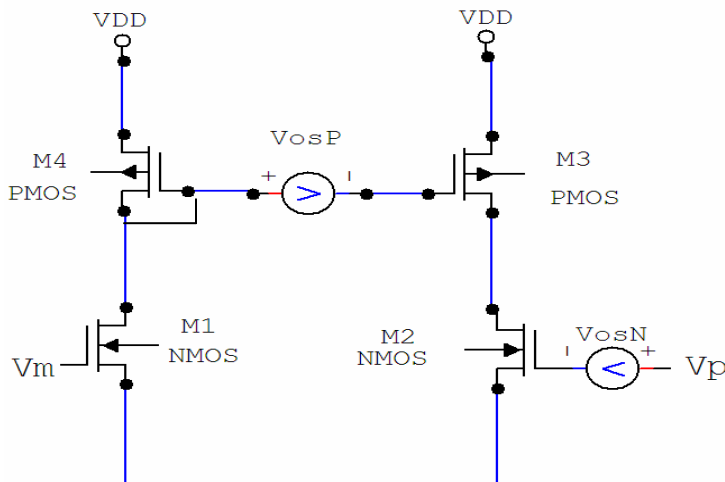 VDD
VDD
VosP
+ -
M4
PMOS
M3
PMOS
M1
NMOS
Vm
M2
NMOS
VosN
- +
Vp